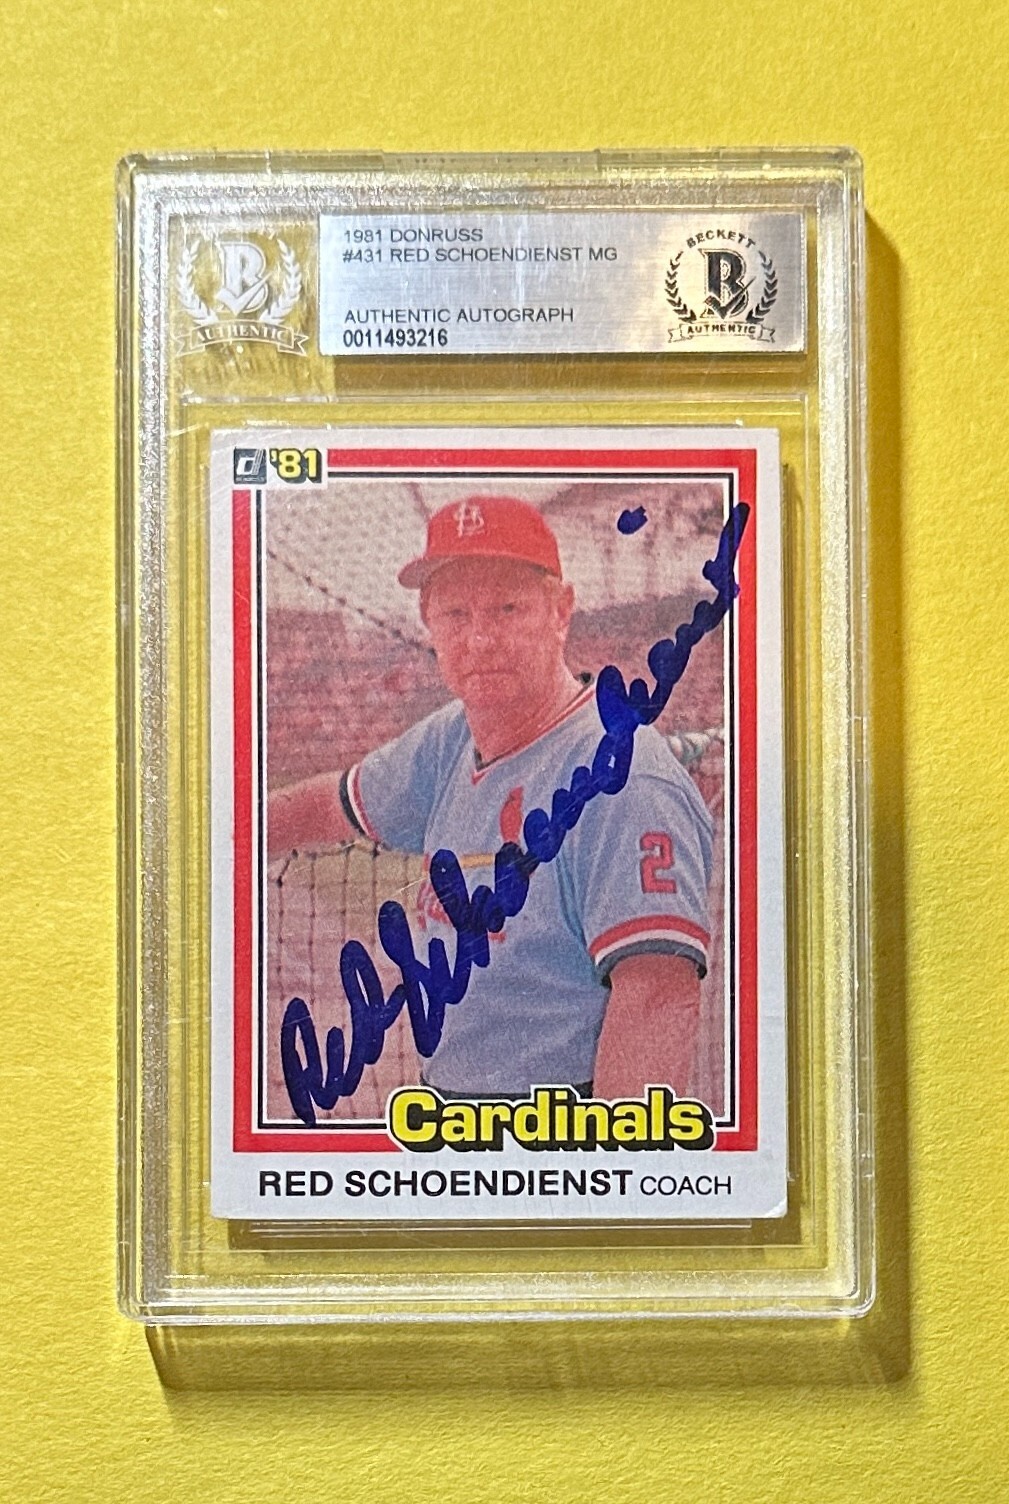 1981 DONRUSS
#431 RED SCHOENDIENST MG
AUTHENTIC AUTOGRAPH
0011493216
BECKETT
B
AUTHENTIC
B
AUTHENTIC
d '81
StL
2
Red Schoendienst
Cardinals
RED SCHOENDIENST COACH